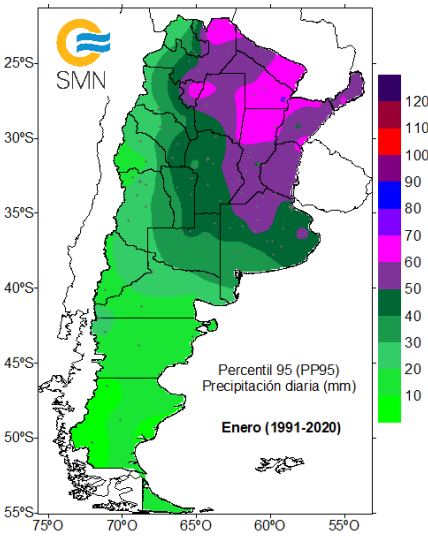 SMN
25°S
30°S
35°S
40°S
45°S
50°S
55°S
75°O
70°O
65°O
60°O
55°O
120
110
100
90
80
70
60
50
40
30
20
10
Percentil 95 (PP95)
Precipitación diaria (mm)
Enero (1991-2020)